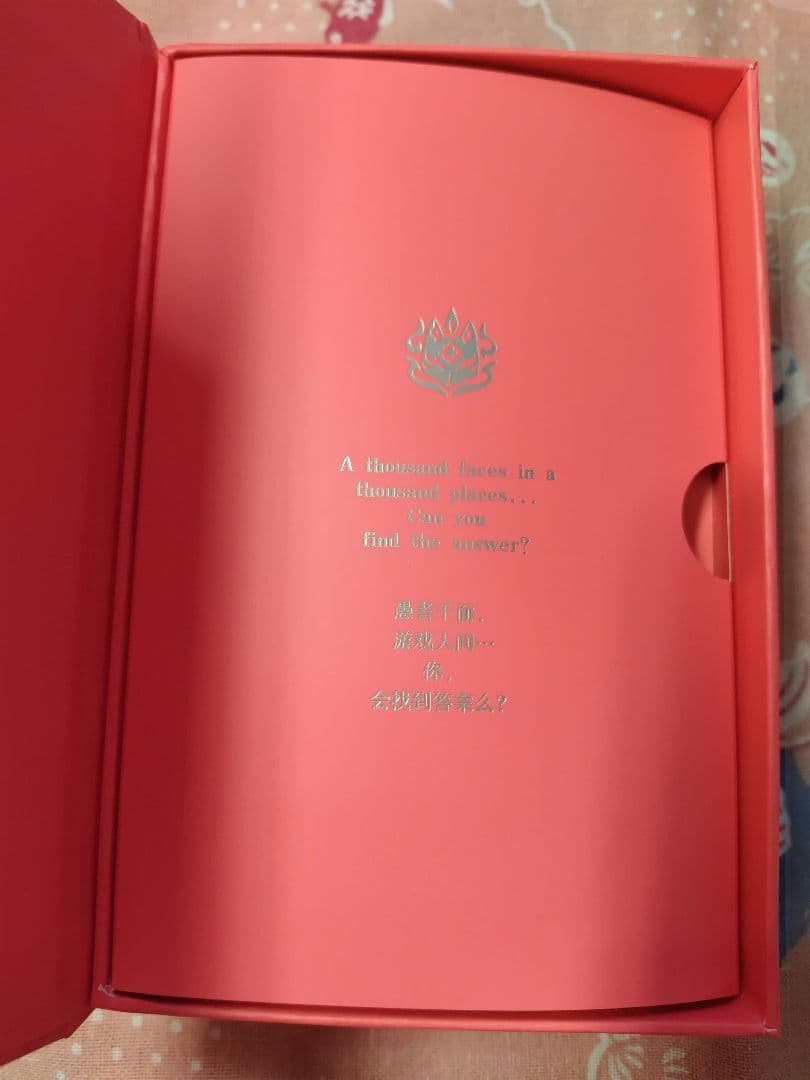 A thousand faces in a
thousand places...
Can you
find the answer?
愚者千面，
游戏人间…
你，
会找到答案么？